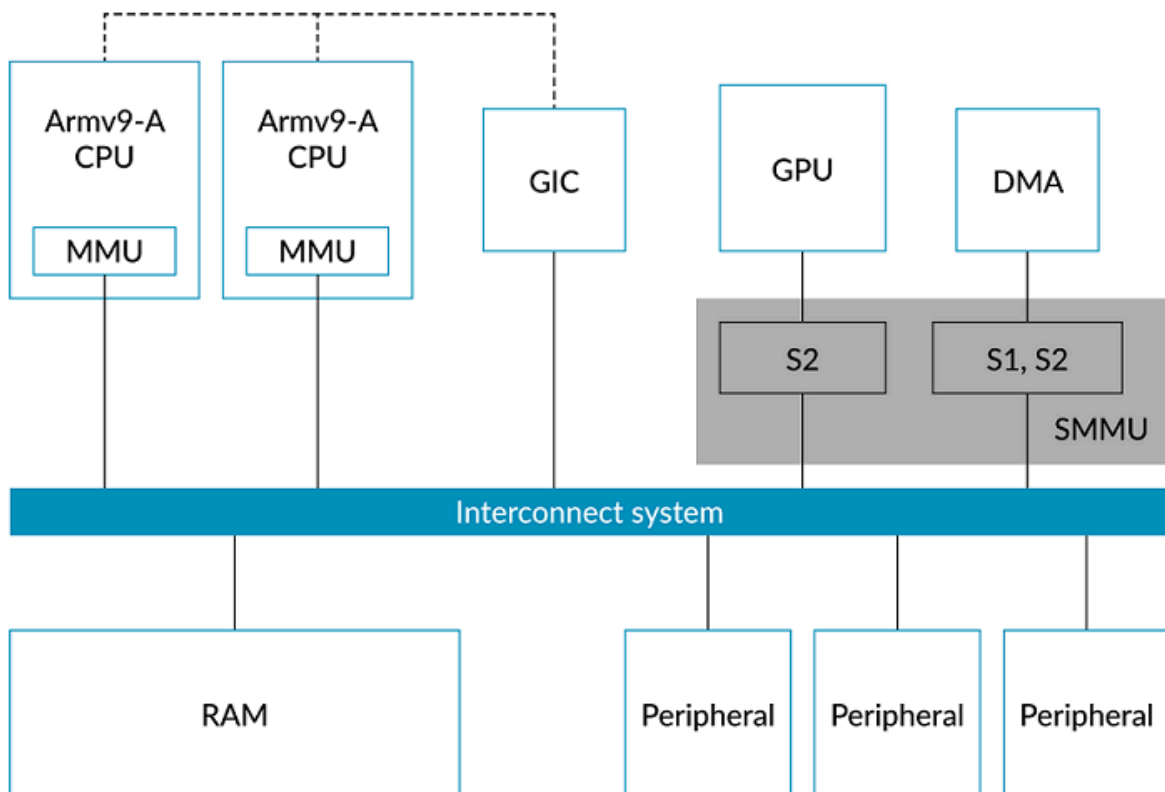 Armv9-A
CPU
MMU
Armv9-A
CPU
MMU
GIC
GPU
DMA
S2
S1, S2
SMMU
Interconnect system
RAM
Peripheral
Peripheral
Peripheral